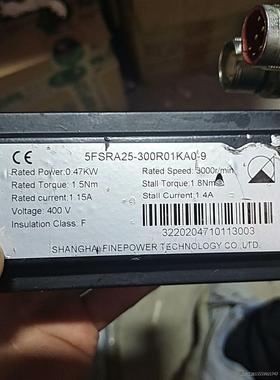 CE
5FSRA25-300R01KA0-9
Rated Power:0.47KW Rated Speed: 3000r/min
Rated Torque: 1.5Nm Stall Torque: 1.8Nm
Rated current: 1.15A Stall Current: 1.4A
Voltage: 400 V
Insulation Class: F
3220204710113003
SHANGHAI FINEPOWER TECHNOLOGY CO., LTD.